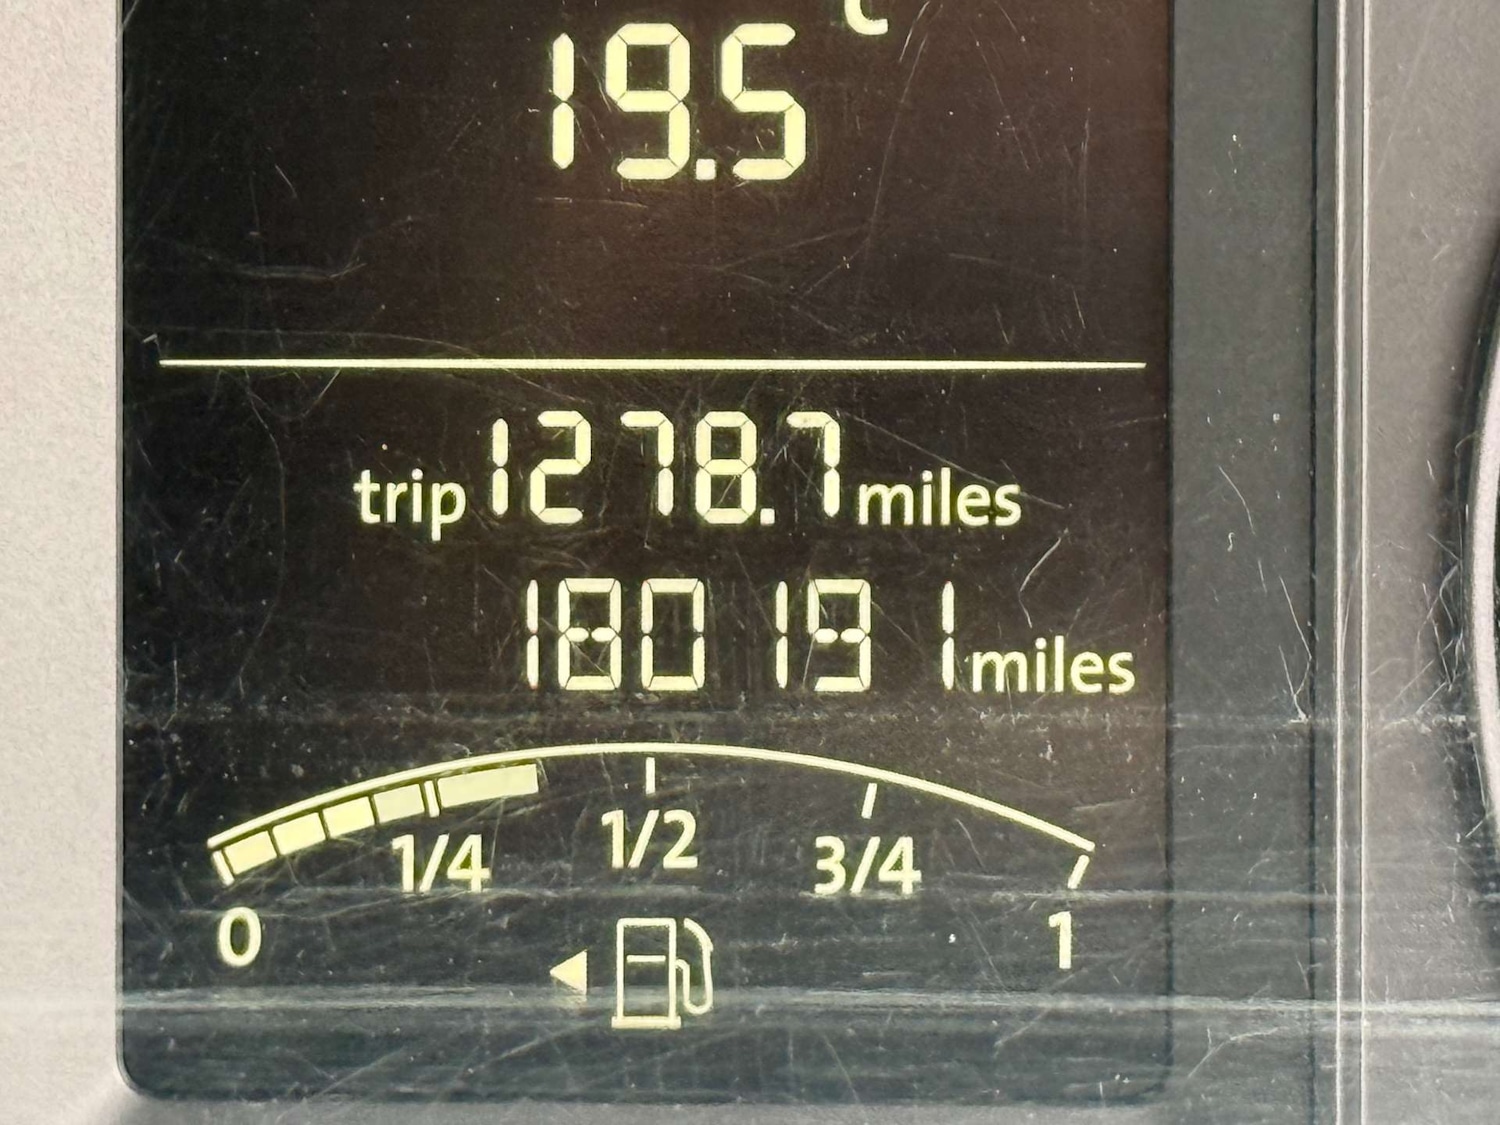 °C
19.5
trip 1278.7 miles
180191 miles
1/4 1/2 3/4
0 1